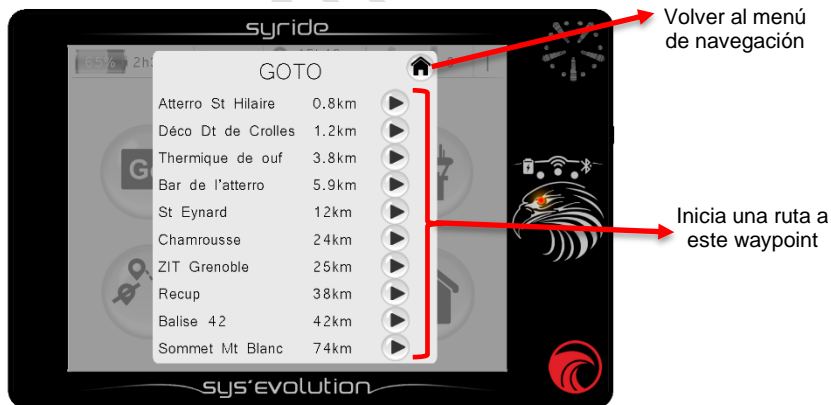 Volver al menú
de navegación
syride
65% 2h
GOTO
Atterro St Hilaire 0.8km
Déco Dt de Crolles 1.2km
Thermique de ouf 3.8km
Bar de l'atterro 5.9km
St Eynard 12km
Chamrousse 24km
ZIT Grenoble 25km
Recup 38km
Balise 42 42km
Sommet Mt Blanc 74km
Inicia una ruta a
este waypoint
sys'evolution